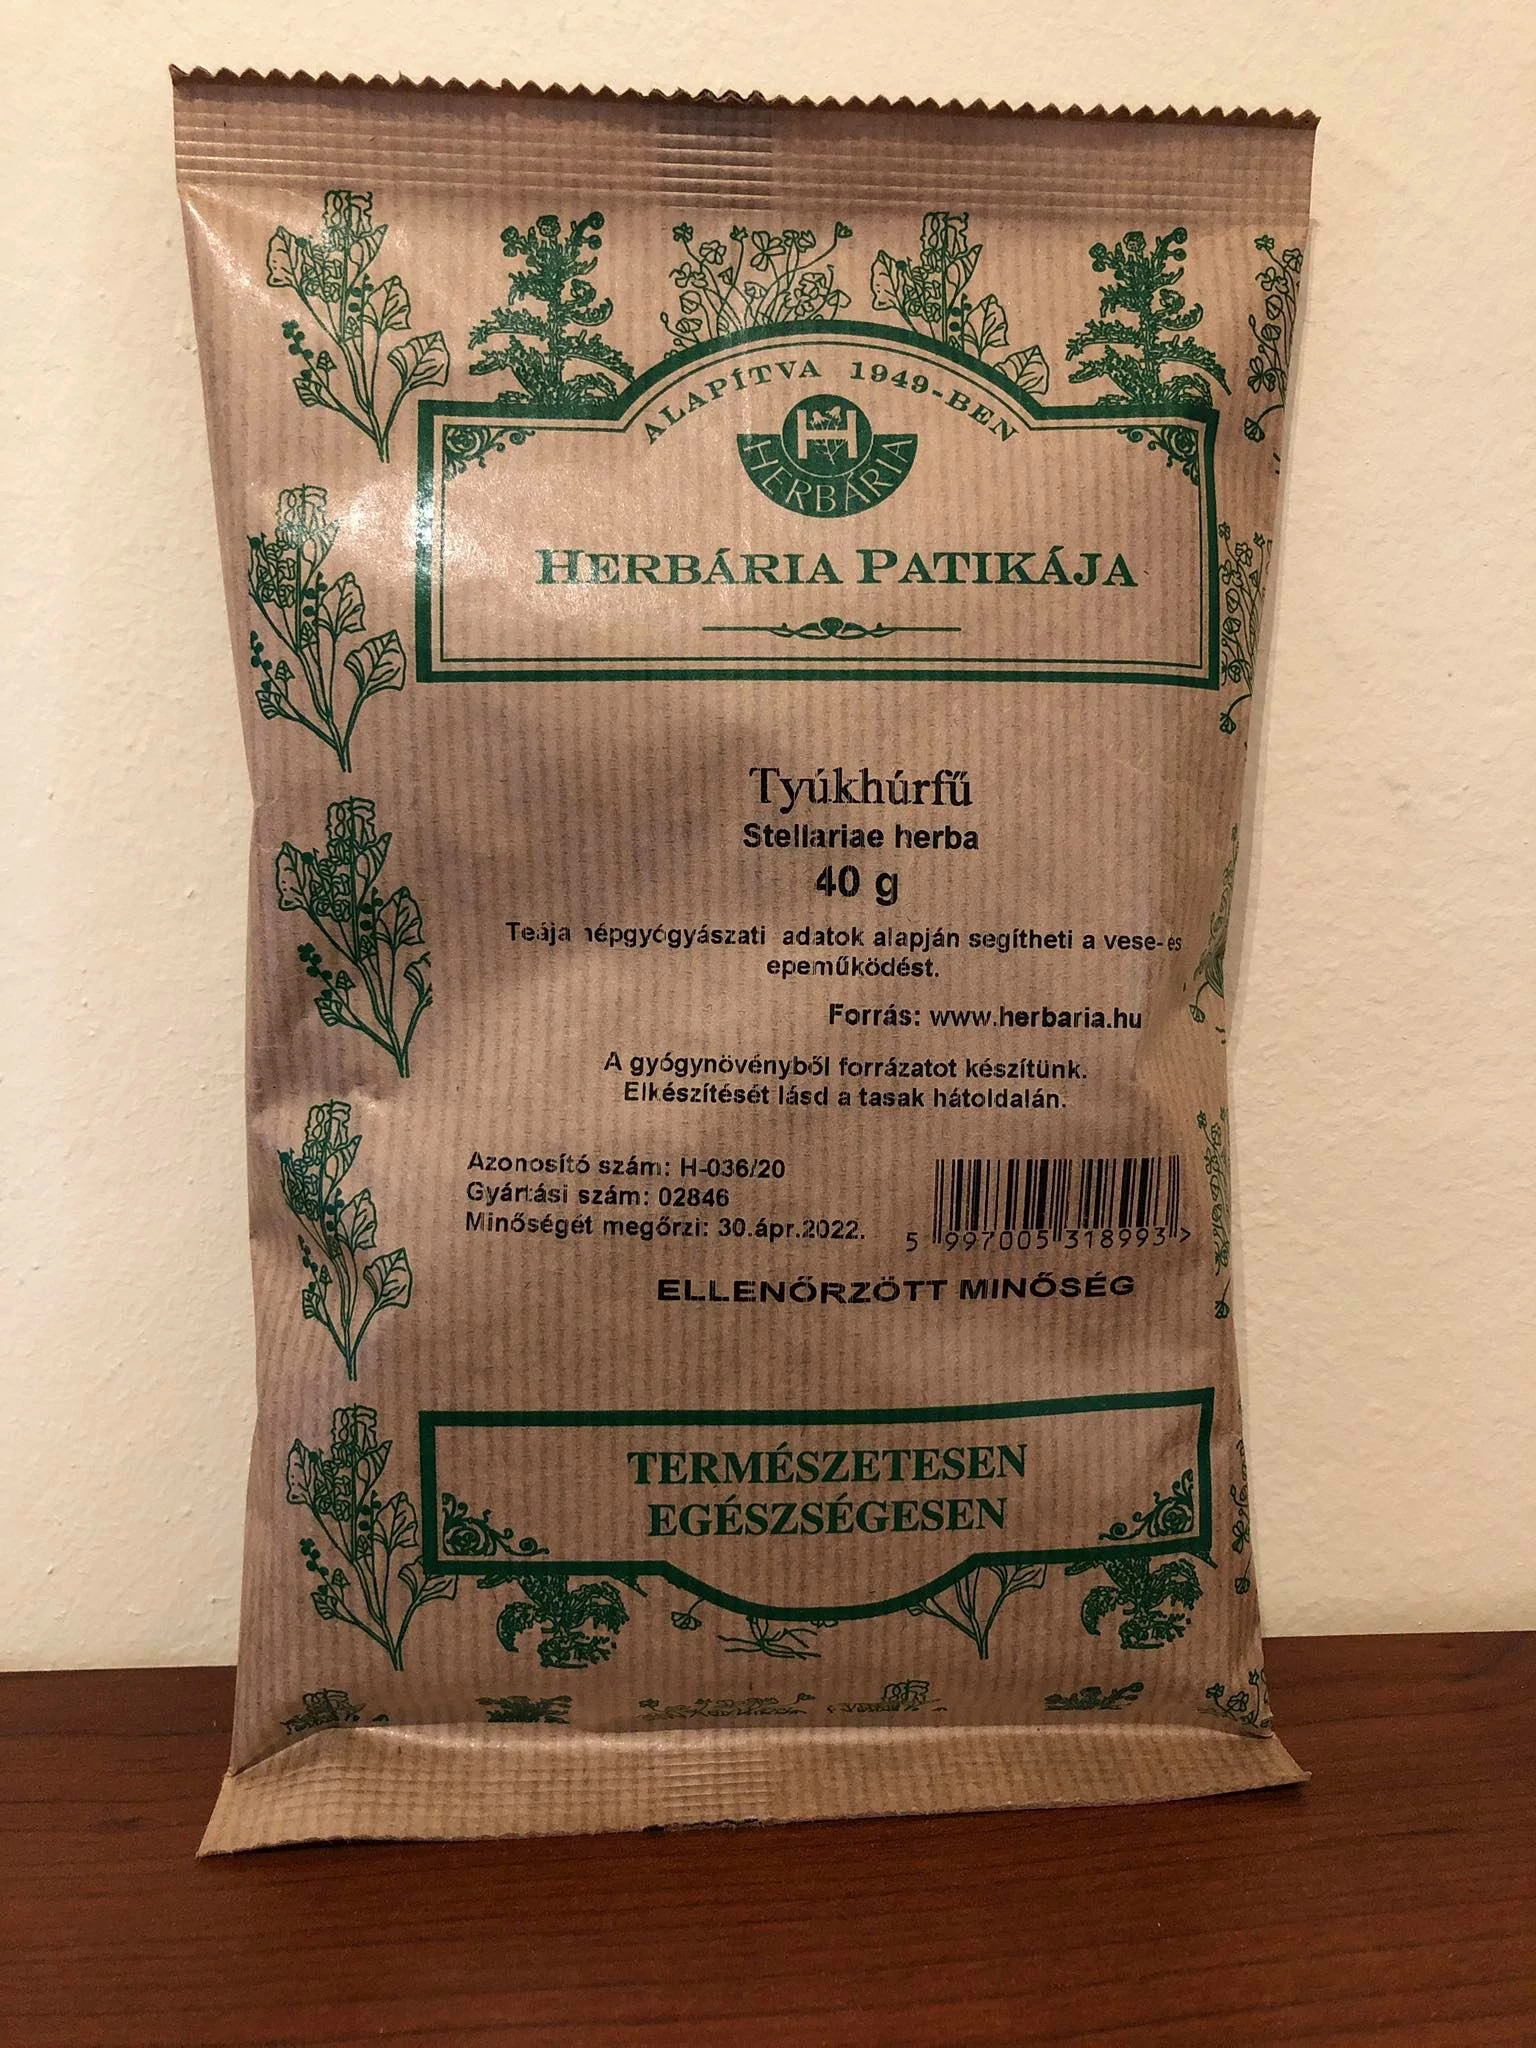 ALAPÍTVA 1949-BEN
H
HERBÁRIA
HERBÁRIA PATIKÁJA
Tyúkhúrfű
Stellariae herba
40 g
Teája népgyógyászati adatok alapján segítheti a vese- és
epeműködést.
Forrás: www.herbaria.hu
A gyógynövényből forrázatot készítünk.
Elkészítését lásd a tasak hátoldalán.
Azonosító szám: H-036/20
Gyártási szám: 02846
Minőségét megőrzi: 30.ápr.2022.
5 997005 318993 >
ELLENŐRZÖTT MINŐSÉG
TERMÉSZETESEN
EGÉSZSÉGESEN